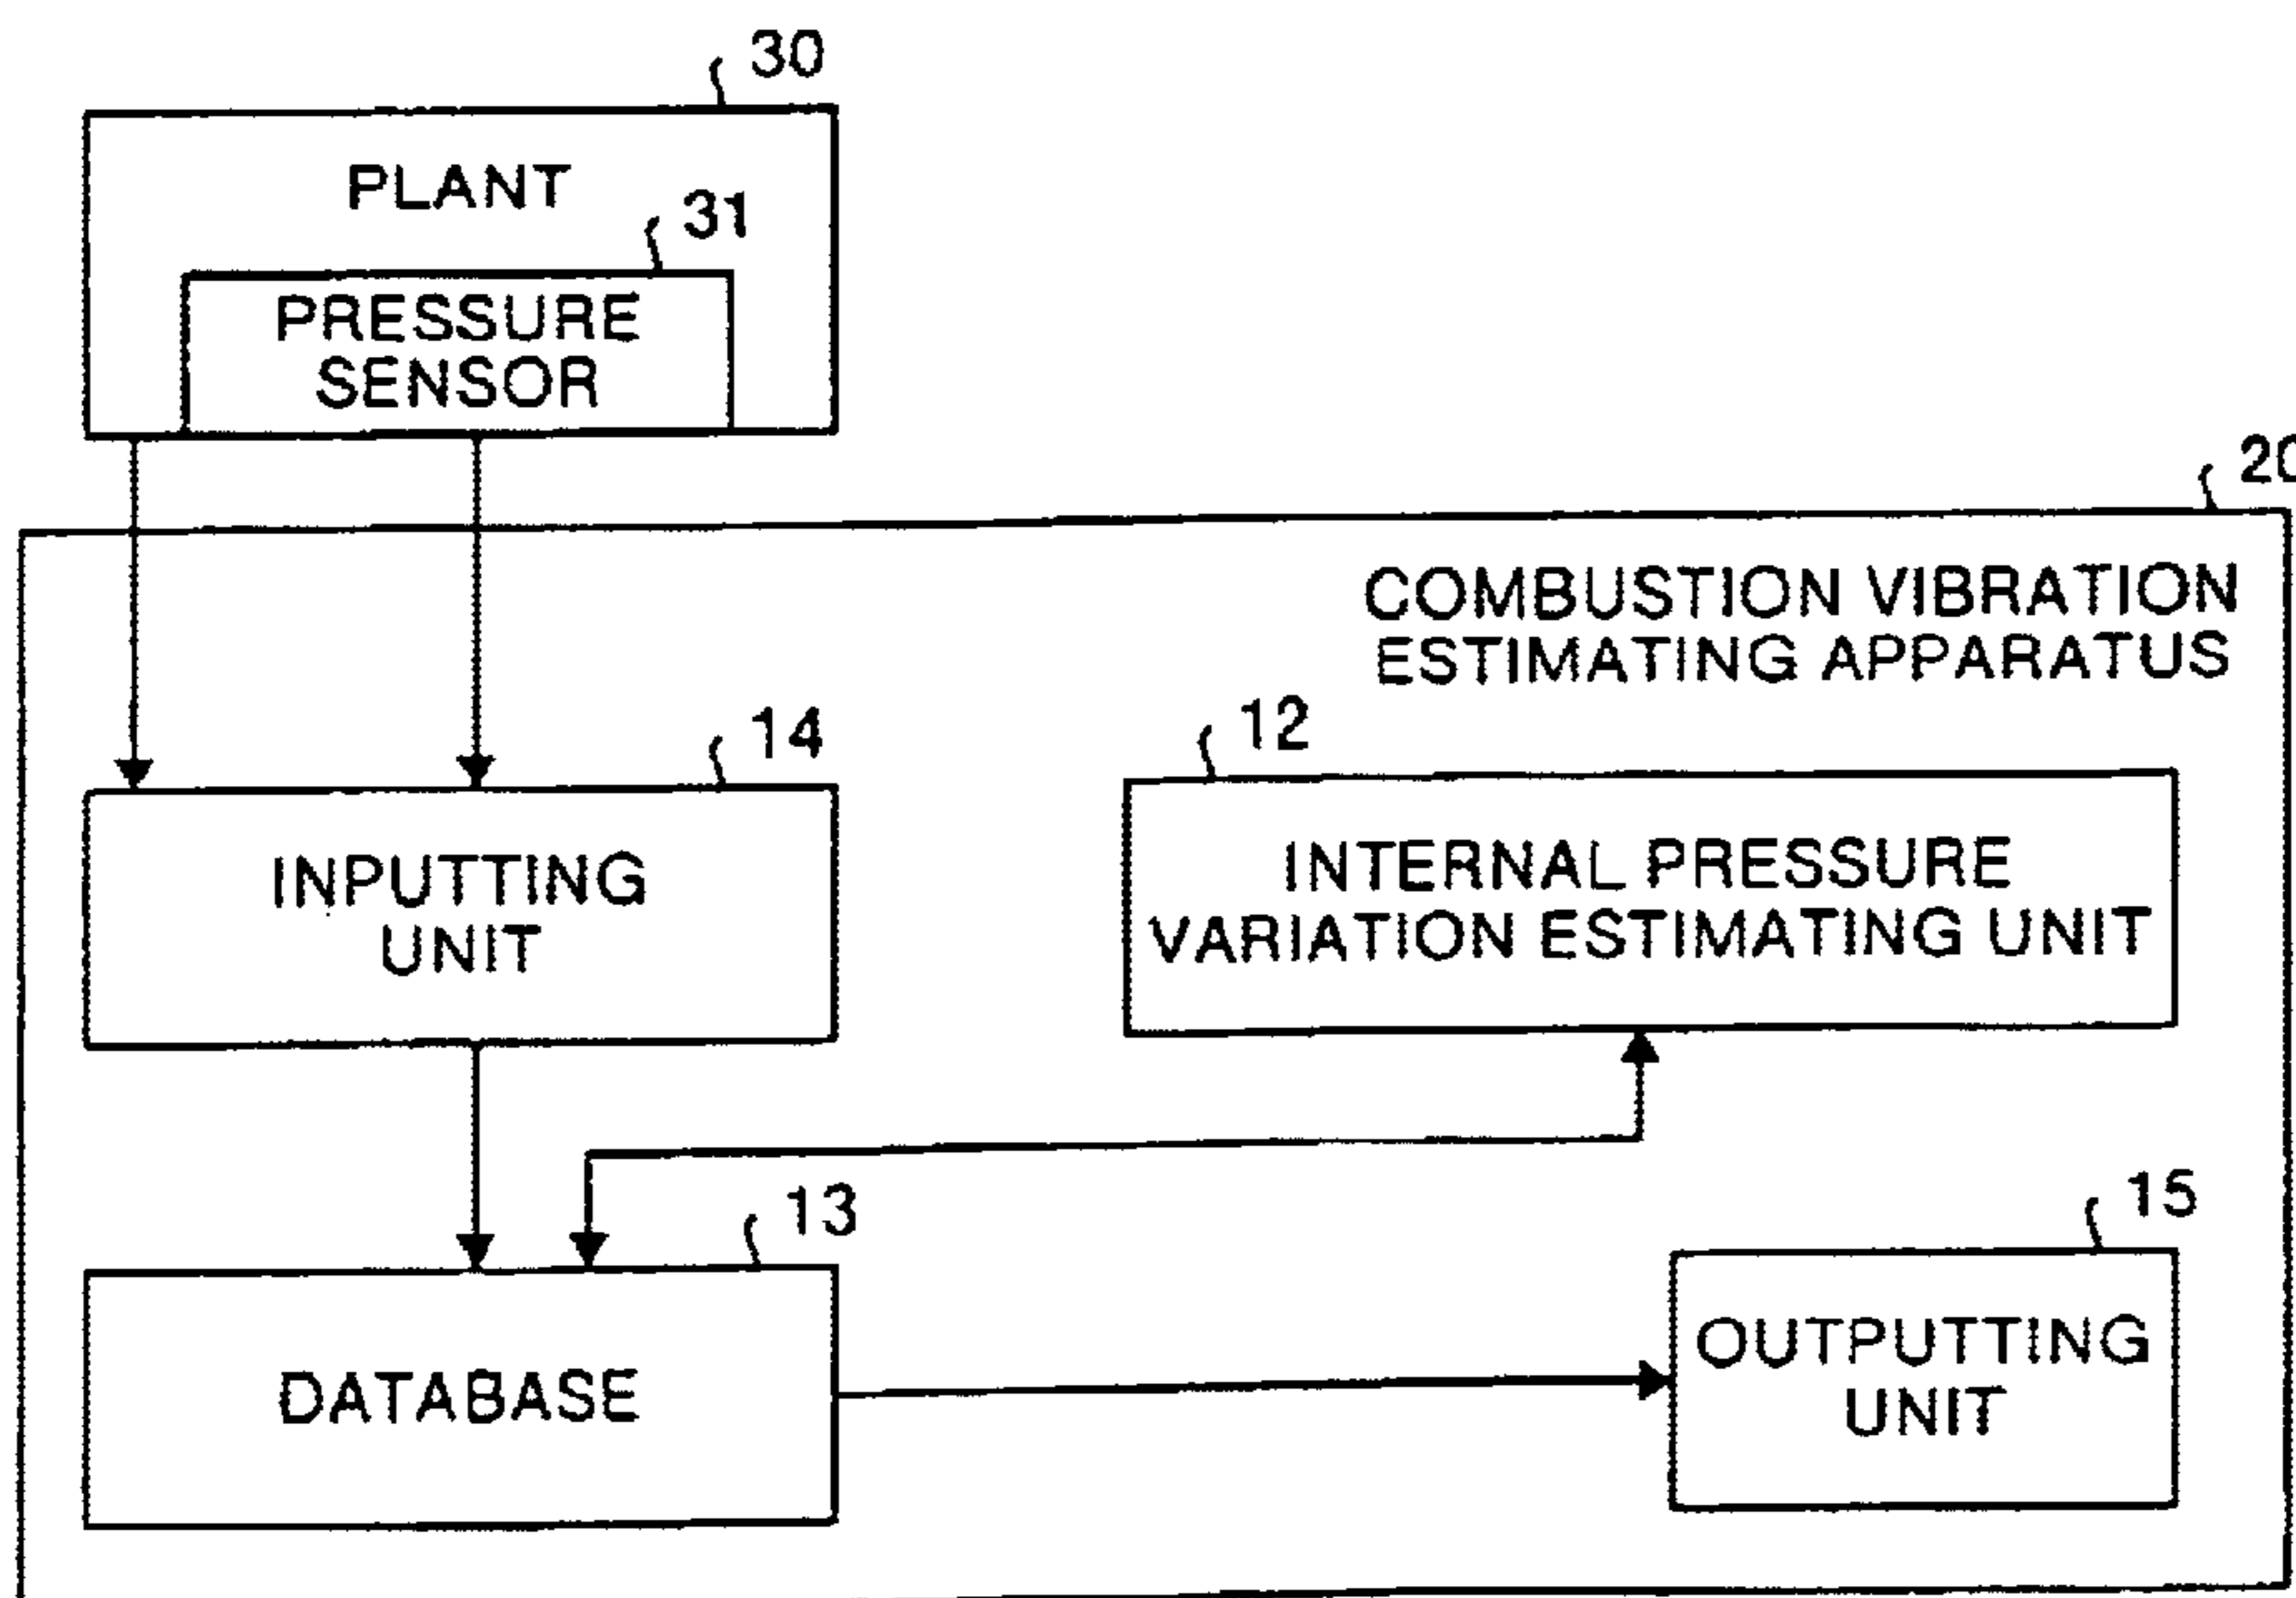 30
PLANT
31
PRESSURE
SENSOR
20
COMBUSTION VIBRATION
ESTIMATING APPARATUS
14
12
INPUTTING
UNIT
INTERNAL PRESSURE
VARIATION ESTIMATING UNIT
13
15
DATABASE
OUTPUTTING
UNIT